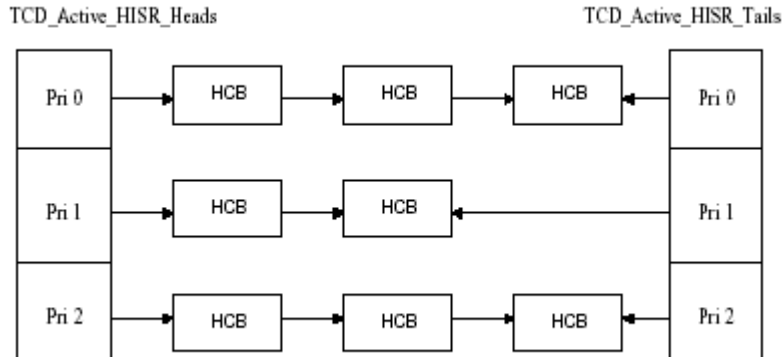 TCD_Active_HISR_Heads TCD_Active_HISR_Tails
Pri 0 HCB HCB HCB Pri 0
Pri 1 HCB HCB Pri 1
Pri 2 HCB HCB HCB Pri 2